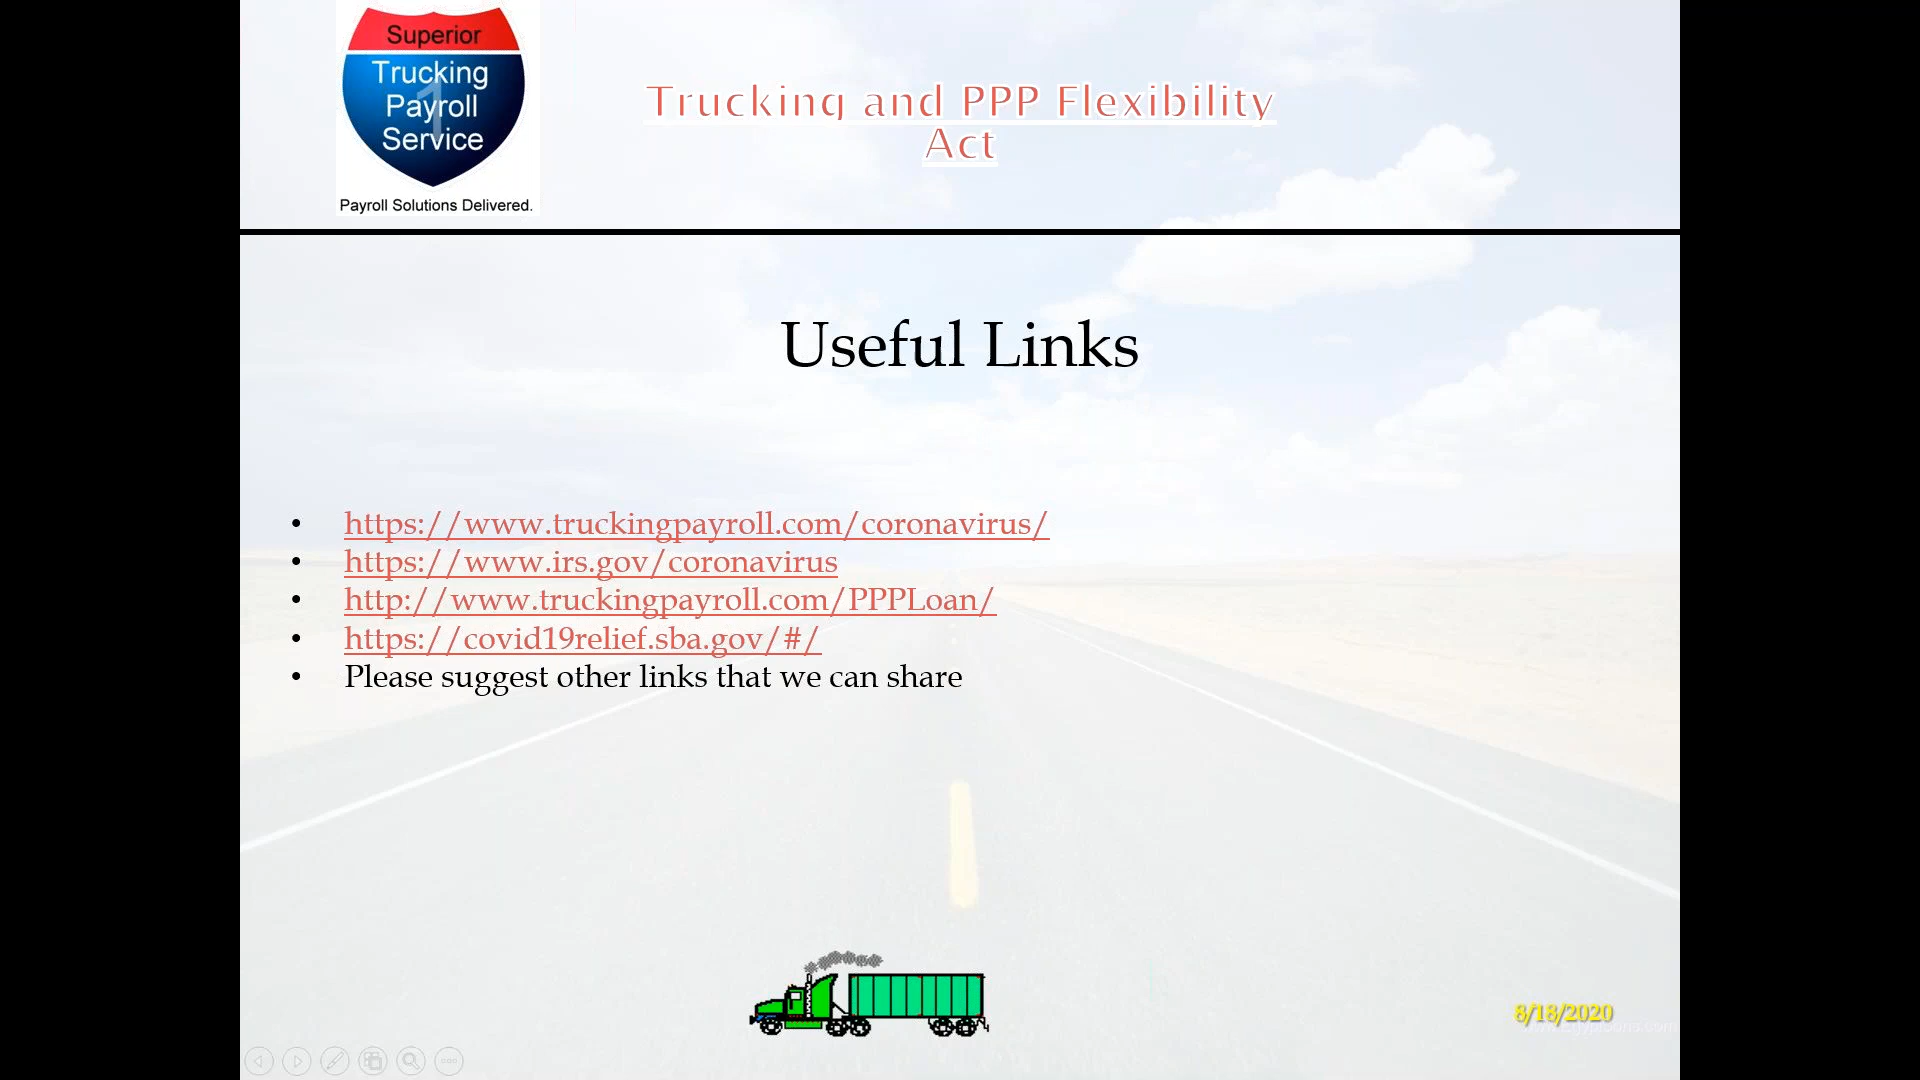 Superior
Trucking
Payroll
Service
1
Payroll Solutions Delivered.
Trucking and PPP Flexibility
Act
Useful Links
• https://www.truckingpayroll.com/coronavirus/
• https://www.irs.gov/coronavirus
• http://www.truckingpayroll.com/PPPLoan/
• https://covid19relief.sba.gov/#/
• Please suggest other links that we can share
8/18/2020